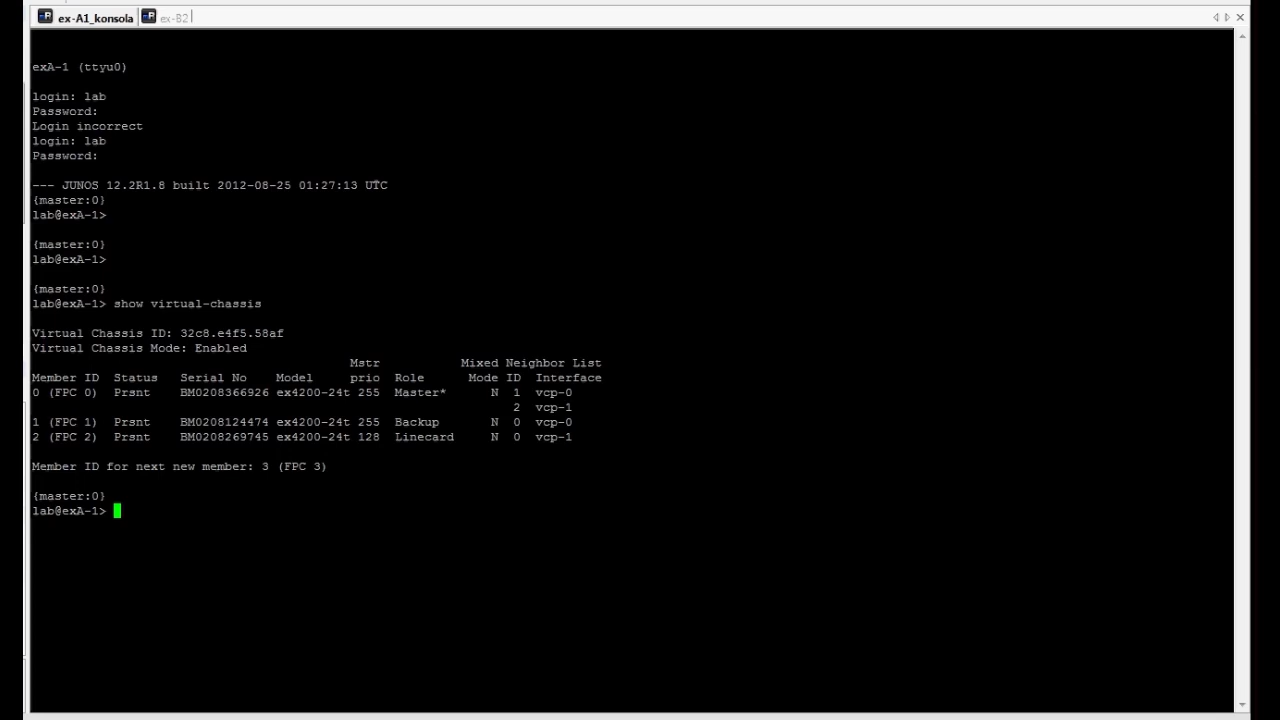 ex-A1_konsola ex-B2
exA-1 (ttyu0)
login: lab
Password:
Login incorrect
login: lab
Password:
--- JUNOS 12.2R1.8 built 2012-08-25 01:27:13 UTC
{master:0}
lab@exA-1>
{master:0}
lab@exA-1>
{master:0}
lab@exA-1> show virtual-chassis
Virtual Chassis ID: 32c8.e4f5.58af
Virtual Chassis Mode: Enabled
Mstr Mixed Neighbor List
Member ID Status Serial No Model prio Role Mode ID Interface
0 (FPC 0) Prsnt BM0208366926 ex4200-24t 255 Master* N 1 vcp-0
2 vcp-1
1 (FPC 1) Prsnt BM0208124474 ex4200-24t 255 Backup N 0 vcp-0
2 (FPC 2) Prsnt BM0208269745 ex4200-24t 128 Linecard N 0 vcp-1
Member ID for next new member: 3 (FPC 3)
{master:0}
lab@exA-1>